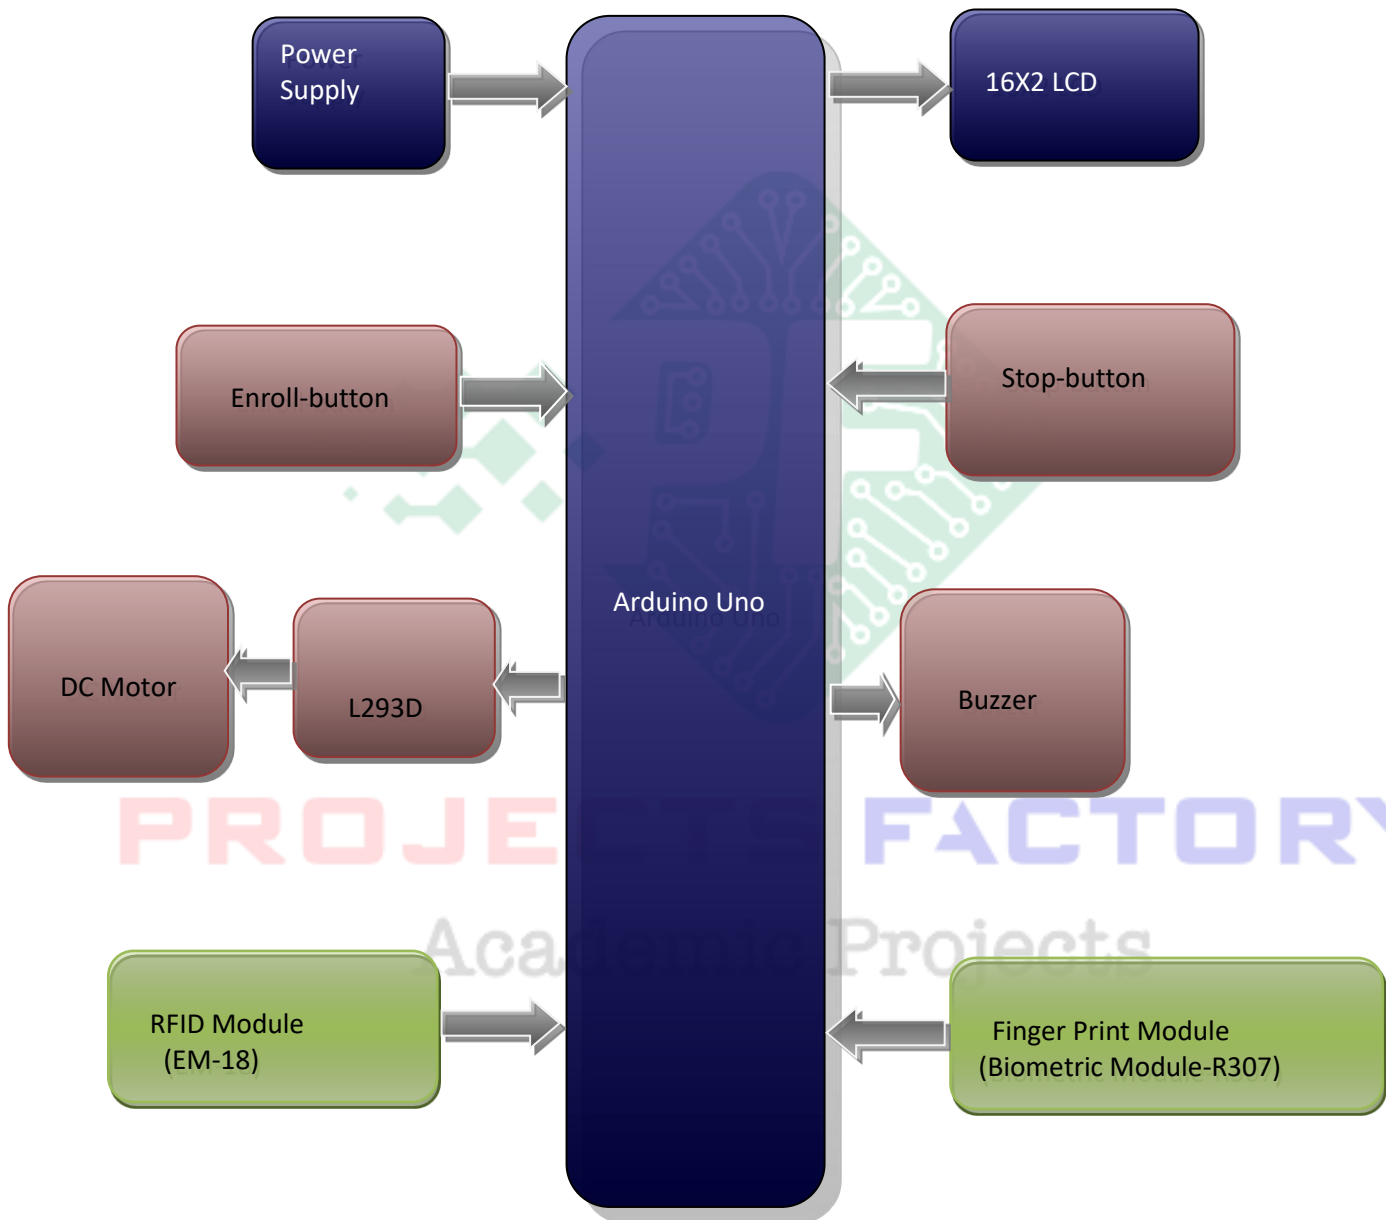 Power
Supply
16X2 LCD
Enroll-button
Stop-button
Arduino Uno
DC Motor
L293D
Buzzer
PROJECTS FACTORY
Academic Projects
RFID Module
(EM-18)
Finger Print Module
(Biometric Module-R307)